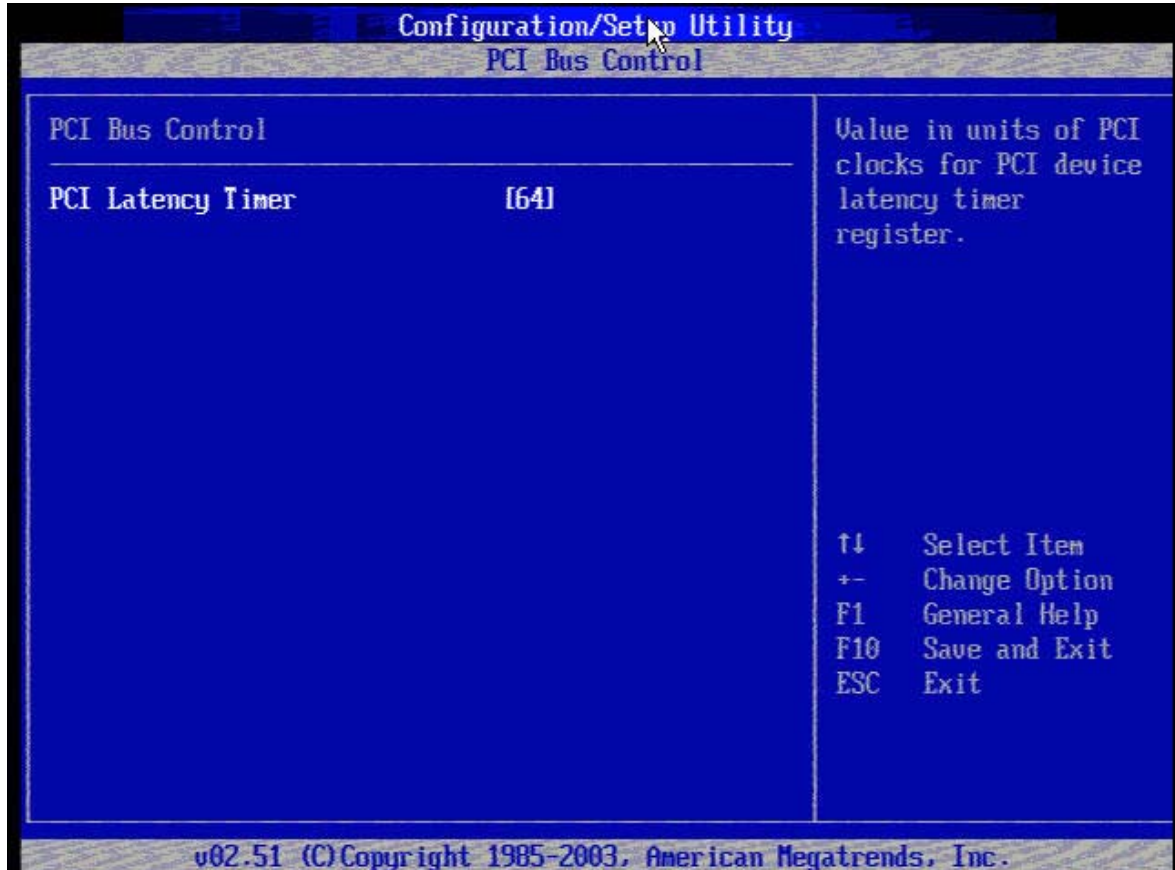 Configuration/Setup Utility
PCI Bus Control
PCI Bus Control
PCI Latency Timer [64]
Value in units of PCI
clocks for PCI device
latency timer
register.
↑↓ Select Item
+- Change Option
F1 General Help
F10 Save and Exit
ESC Exit
v02.51 (C)Copyright 1985-2003, American Megatrends, Inc.